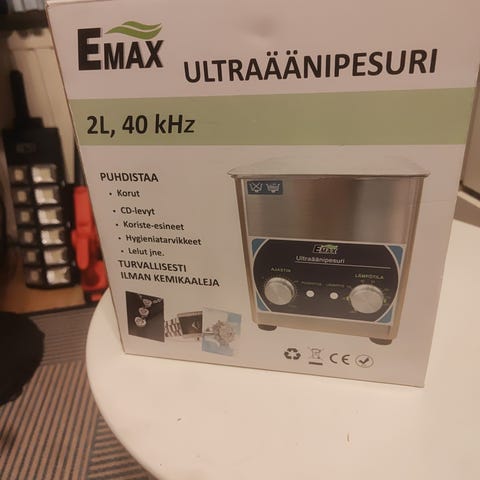 EMAX
ULTRAÄÄNIPESURI
2L, 40 kHz
PUHDISTAA
• Korut
• CD-levyt
• Koriste-esineet
• Hygieniatarvikkeet
• Lelut jne.
TURVALLISESTI
ILMAN KEMIKAALEJA
EMAX
Ultraäänipesuri
AJASTIN
LÄMPÖTILA
CE